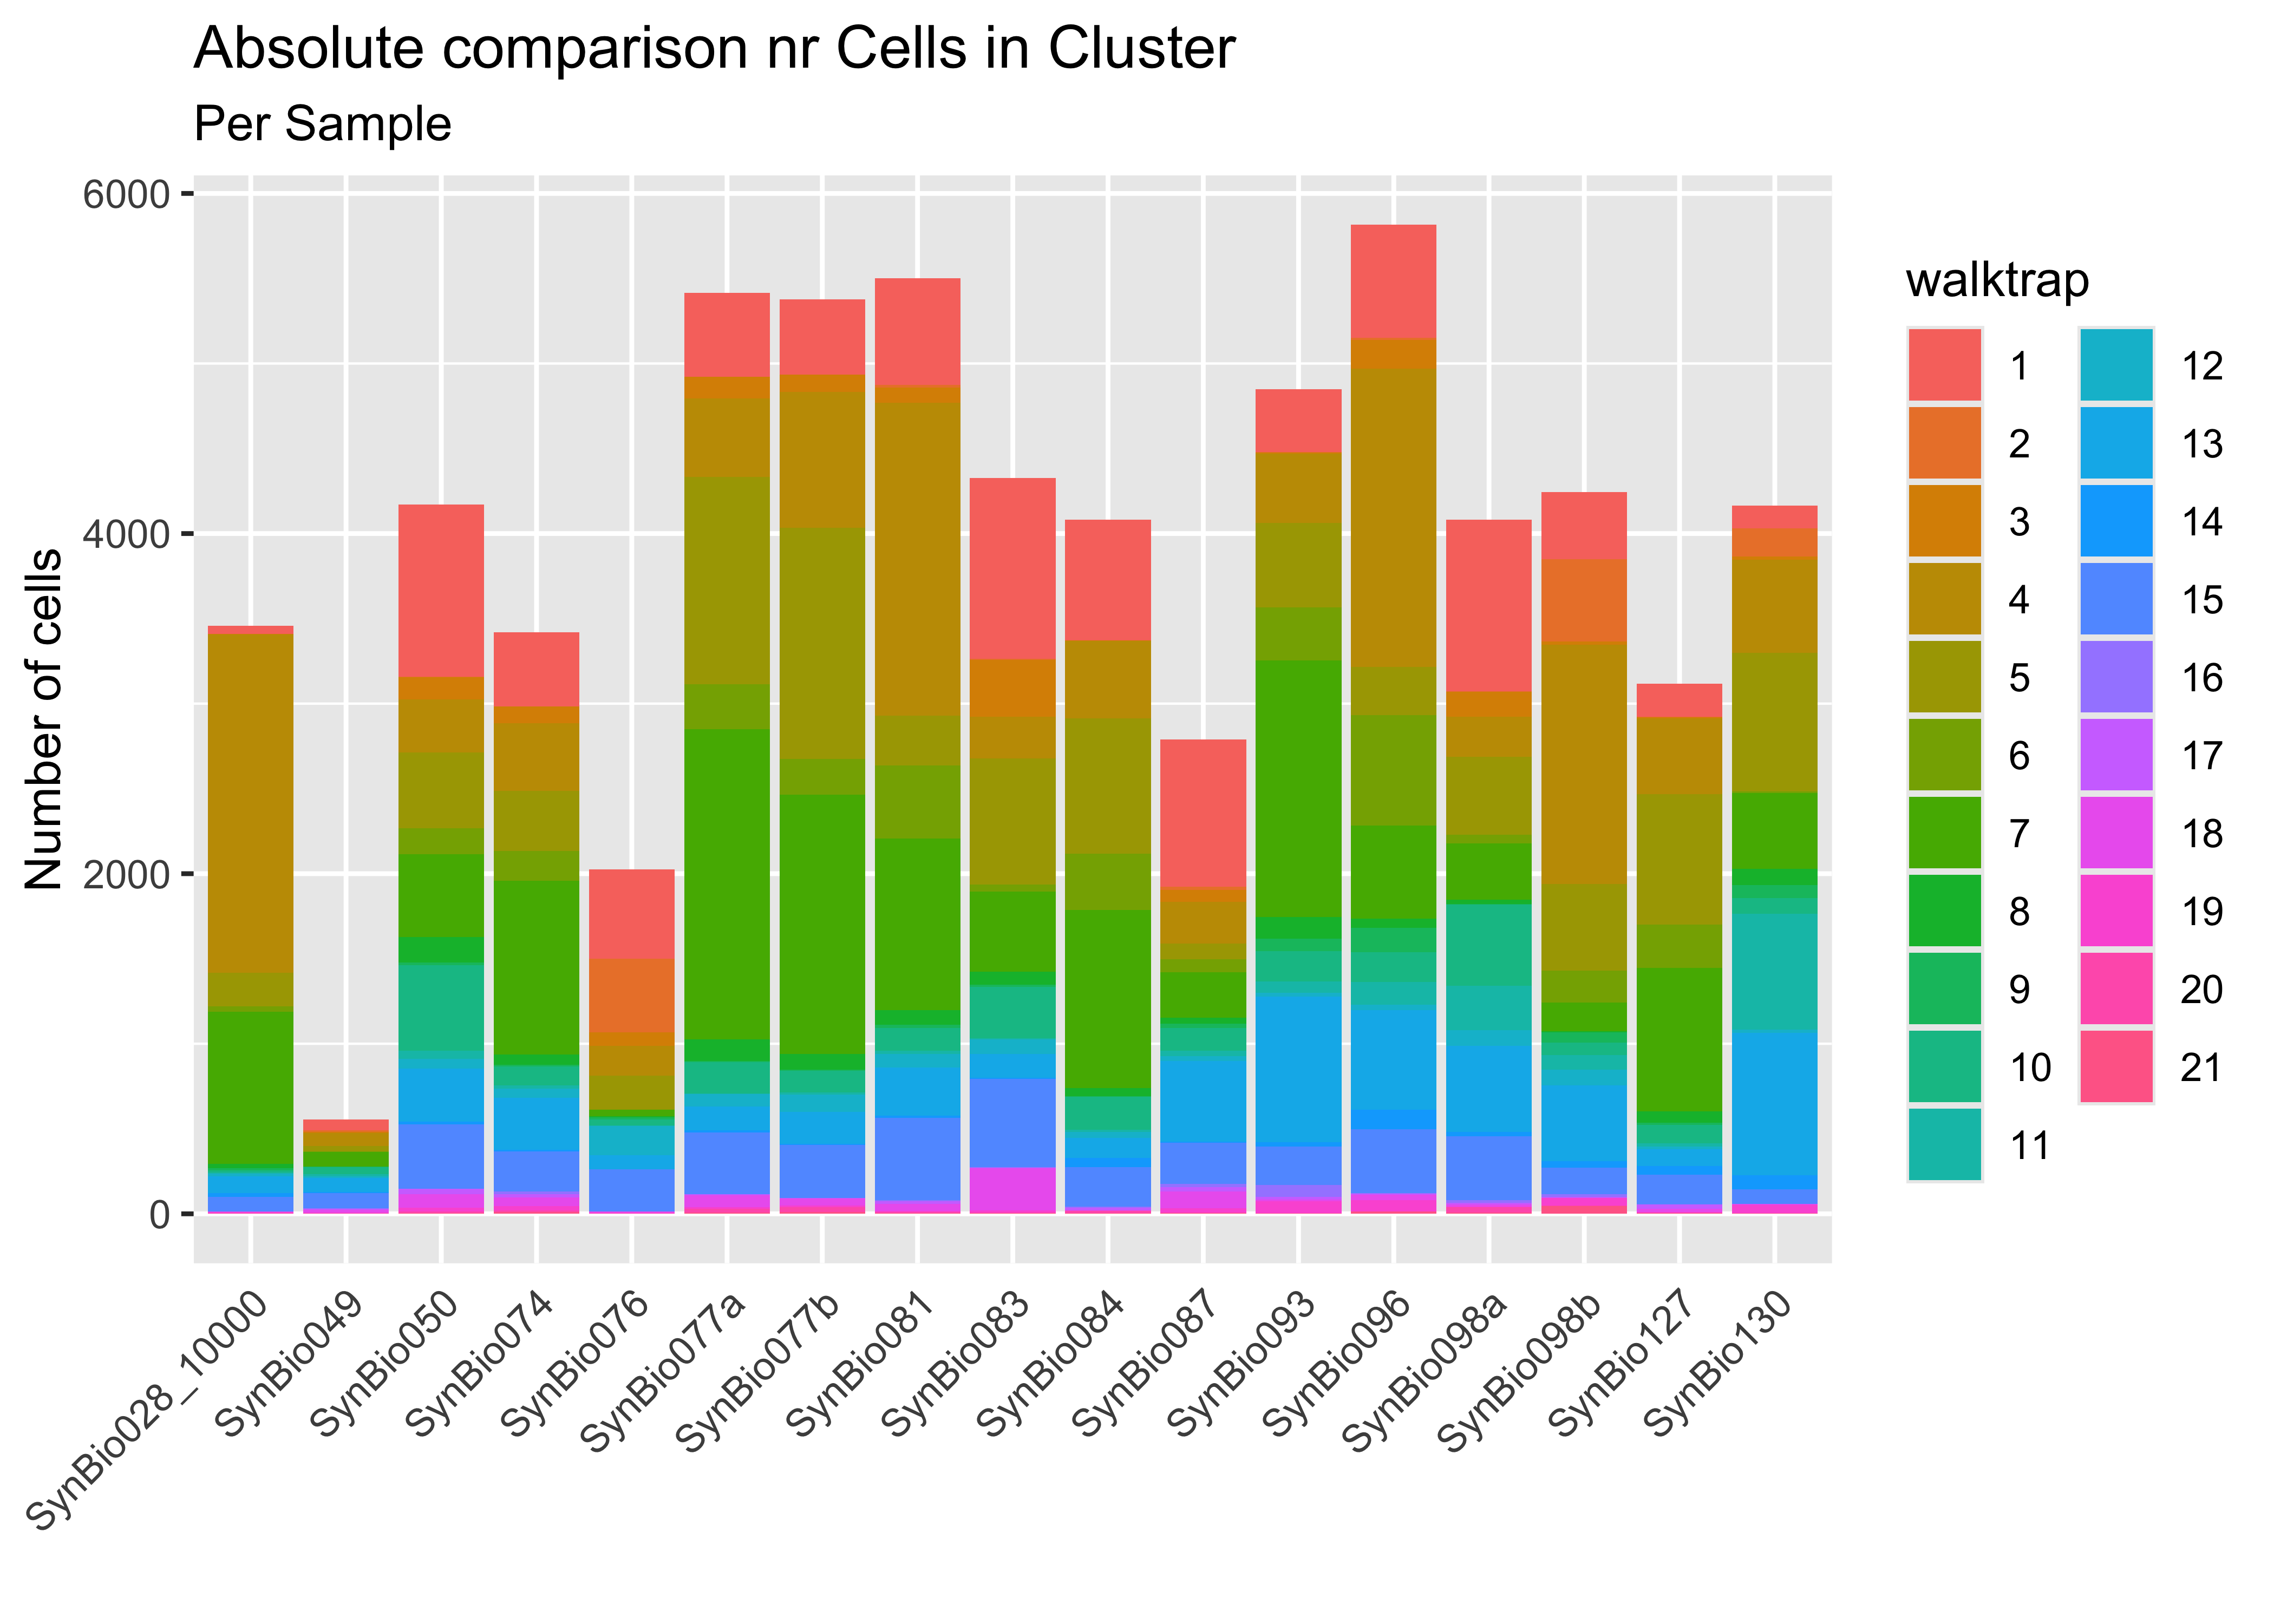 Absolute comparison nr Cells in Cluster
Per Sample
6000
4000
2000
0
Number of cells
SynBio028_10000
SynBio049
SynBio050
SynBio074
SynBio076
SynBio077a
SynBio077b
SynBio081
SynBio083
SynBio084
SynBio087
SynBio093
SynBio096
SynBio098a
SynBio098b
SynBio127
SynBio130
walktrap
1
2
3
4
5
6
7
8
9
10
11
12
13
14
15
16
17
18
19
20
21